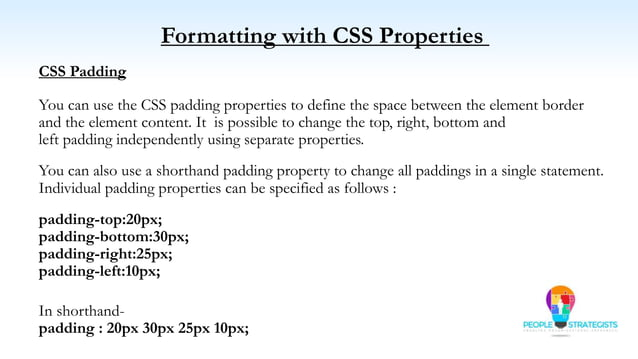 Formatting with CSS Properties
CSS Padding
You can use the CSS padding properties to define the space between the element border
and the element content. It is possible to change the top, right, bottom and
left padding independently using separate properties.
You can also use a shorthand padding property to change all paddings in a single statement.
Individual padding properties can be specified as follows :
padding-top:20px;
padding-bottom:30px;
padding-right:25px;
padding-left:10px;
In shorthand-
padding : 20px 30px 25px 10px;
PEOPLE STRATEGISTS